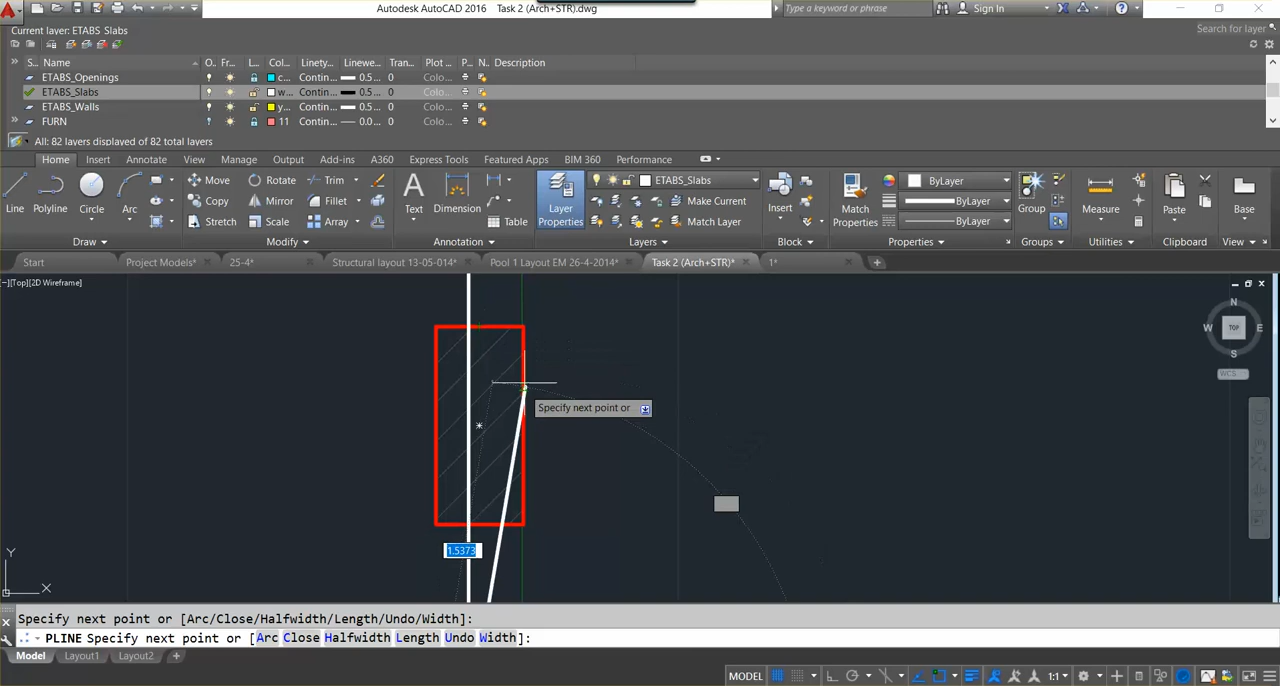 Autodesk AutoCAD 2016 Task 2 (Arch+STR).dwg
Type a keyword or phrase
Sign In
Current layer: ETABS_Slabs
Search for layer
S... Name O.. Fr... L... Col... Linety... Linewe... Tran... Plot ... P... N.. Description
ETABS_Openings c... Contin... 0.5... 0 Colo...
ETABS_Slabs w... Contin... 0.5... 0 Colo...
ETABS_Walls y... Contin... 0.5... 0 Colo...
FURN 11 Contin... 0.0... 0 Colo...
All: 82 layers displayed of 82 total layers
Home Insert Annotate View Manage Output Add-ins A360 Express Tools Featured Apps BIM 360 Performance
Line Polyline Circle Arc
Move Rotate Trim
Copy Mirror Fillet
Stretch Scale Array
Text Dimension Table
Layer Properties
ETABS_Slabs
Make Current
Match Layer
Insert
Match Properties
ByLayer
ByLayer
ByLayer
Group
Measure
Paste
Base
Draw Modify Annotation Layers Block Properties Groups Utilities Clipboard View
Start Project Models* 25-4* Structural layout 13-05-014* Pool 1 Layout EM 26-4-2014* Task 2 (Arch+STR)* 1*
[–][Top][2D Wireframe]
N
W TOP E
S
WCS
Specify next point or
1.5373
Y
X
Specify next point or [Arc/Close/Halfwidth/Length/Undo/Width]:
PLINE Specify next point or [Arc Close Halfwidth Length Undo Width]:
Model Layout1 Layout2 +
MODEL 1:1